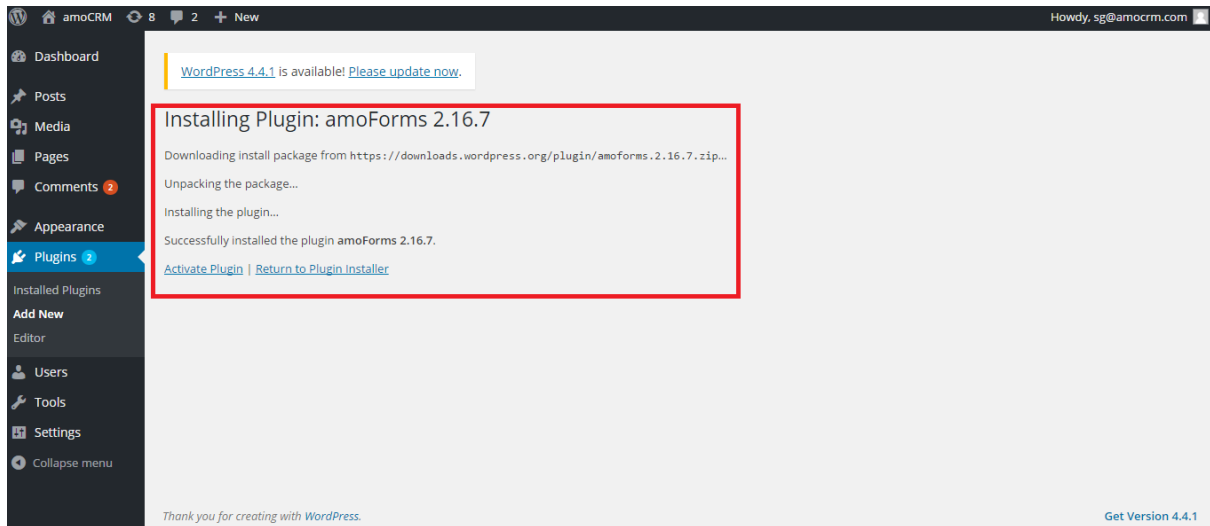 amoCRM 8 2 + New Howdy, sg@amocrm.com
Dashboard
Posts
Media
Pages
Comments 2
Appearance
Plugins 2
Installed Plugins
Add New
Editor
Users
Tools
Settings
Collapse menu
WordPress 4.4.1 is available! Please update now.
Installing Plugin: amoForms 2.16.7
Downloading install package from https://downloads.wordpress.org/plugin/amoforms.2.16.7.zip…
Unpacking the package…
Installing the plugin…
Successfully installed the plugin amoForms 2.16.7.
Activate Plugin | Return to Plugin Installer
Thank you for creating with WordPress. Get Version 4.4.1